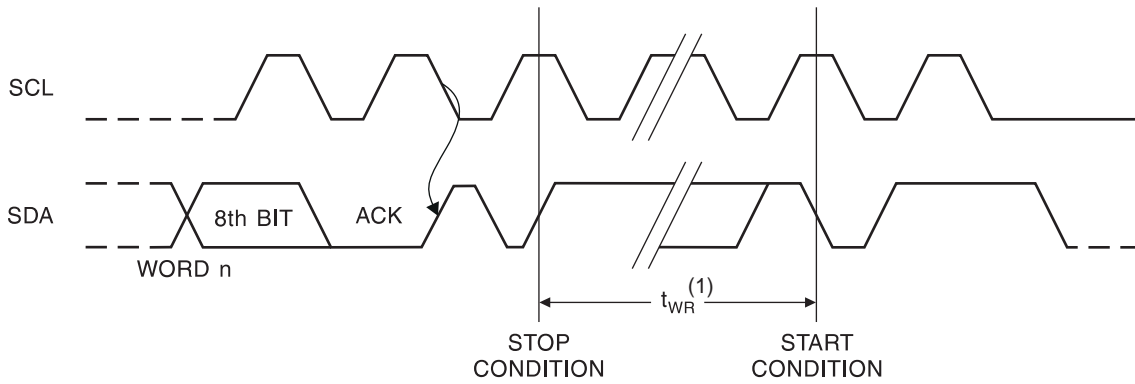 SCL
SDA
8th BIT
ACK
WORD n
tWR(1)
STOP
CONDITION
START
CONDITION